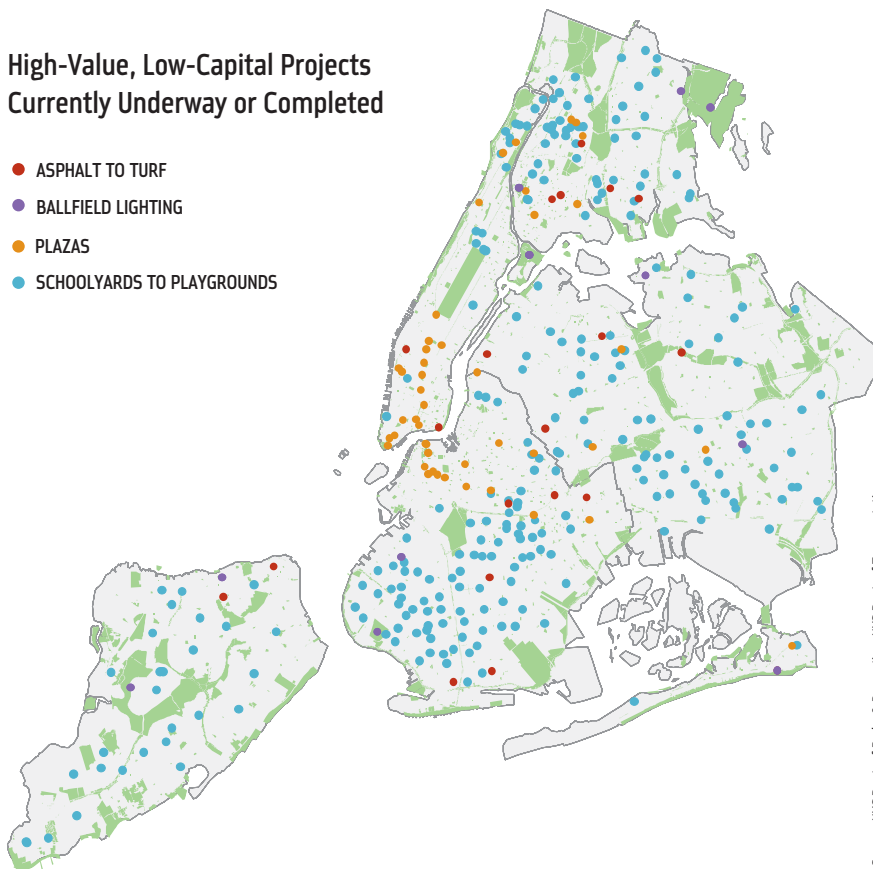 High-Value, Low-Capital Projects
Currently Underway or Completed
ASPHALT TO TURF
BALLFIELD LIGHTING
PLAZAS
SCHOOLYARDS TO PLAYGROUNDS